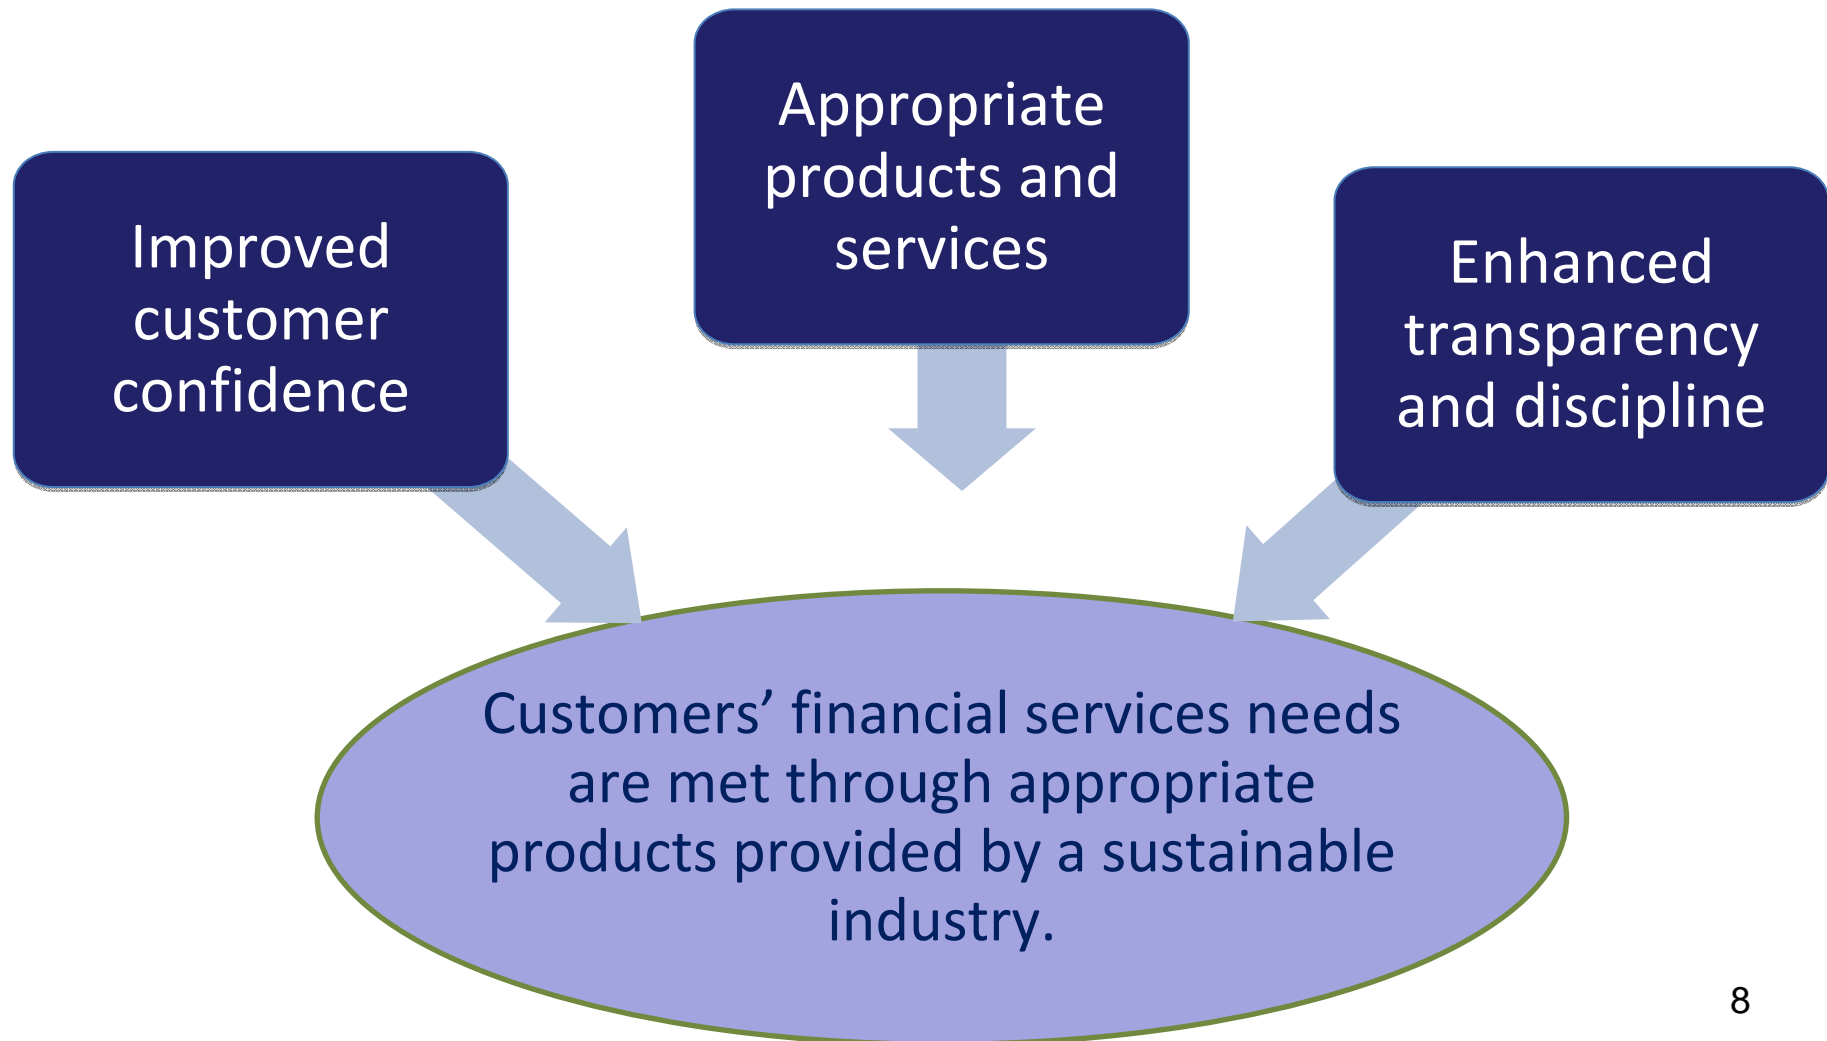 Improved
customer
confidence
Appropriate
products and
services
Enhanced
transparency
and discipline
Customers’ financial services needs
are met through appropriate
products provided by a sustainable
industry.
8